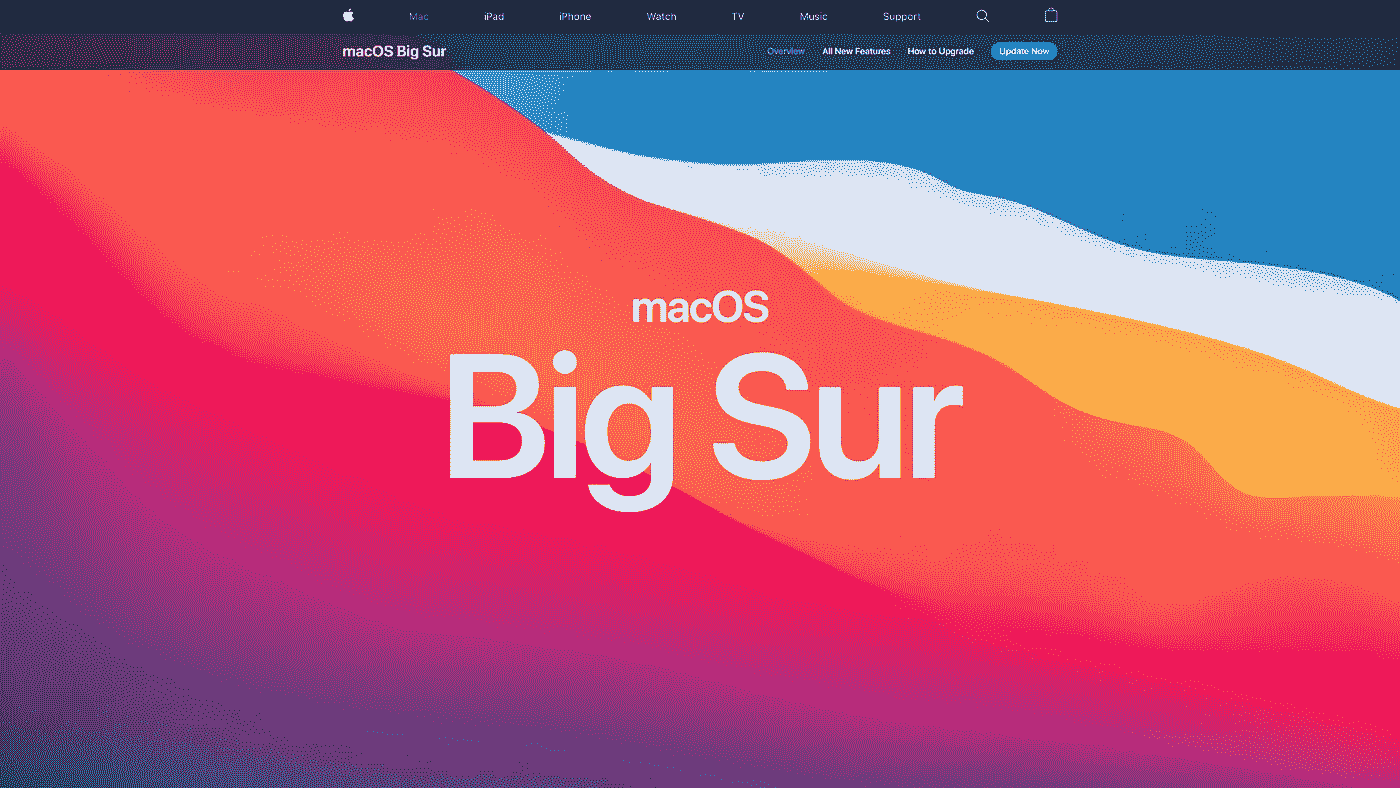 Mac iPad iPhone Watch TV Music Support
macOS Big Sur Overview All New Features How to Upgrade Update Now
macOS
Big Sur